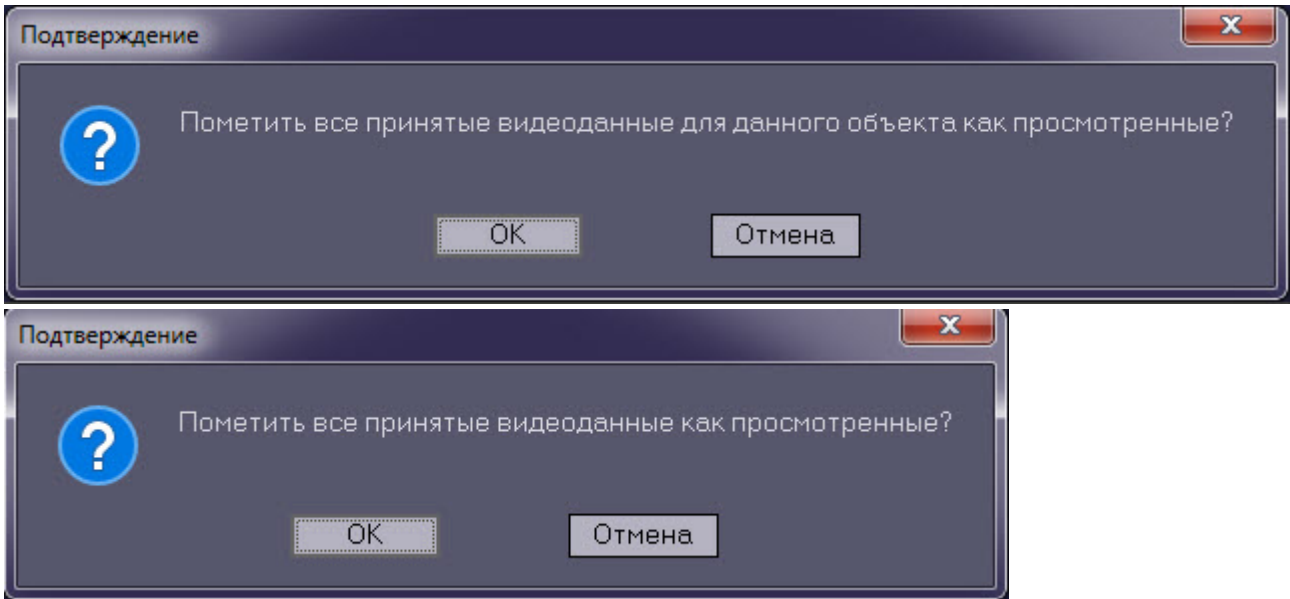 Подтверждение
Пометить все принятые видеоданные для данного объекта как просмотренные?
OK Отмена
Подтверждение
Пометить все принятые видеоданные как просмотренные?
OK Отмена